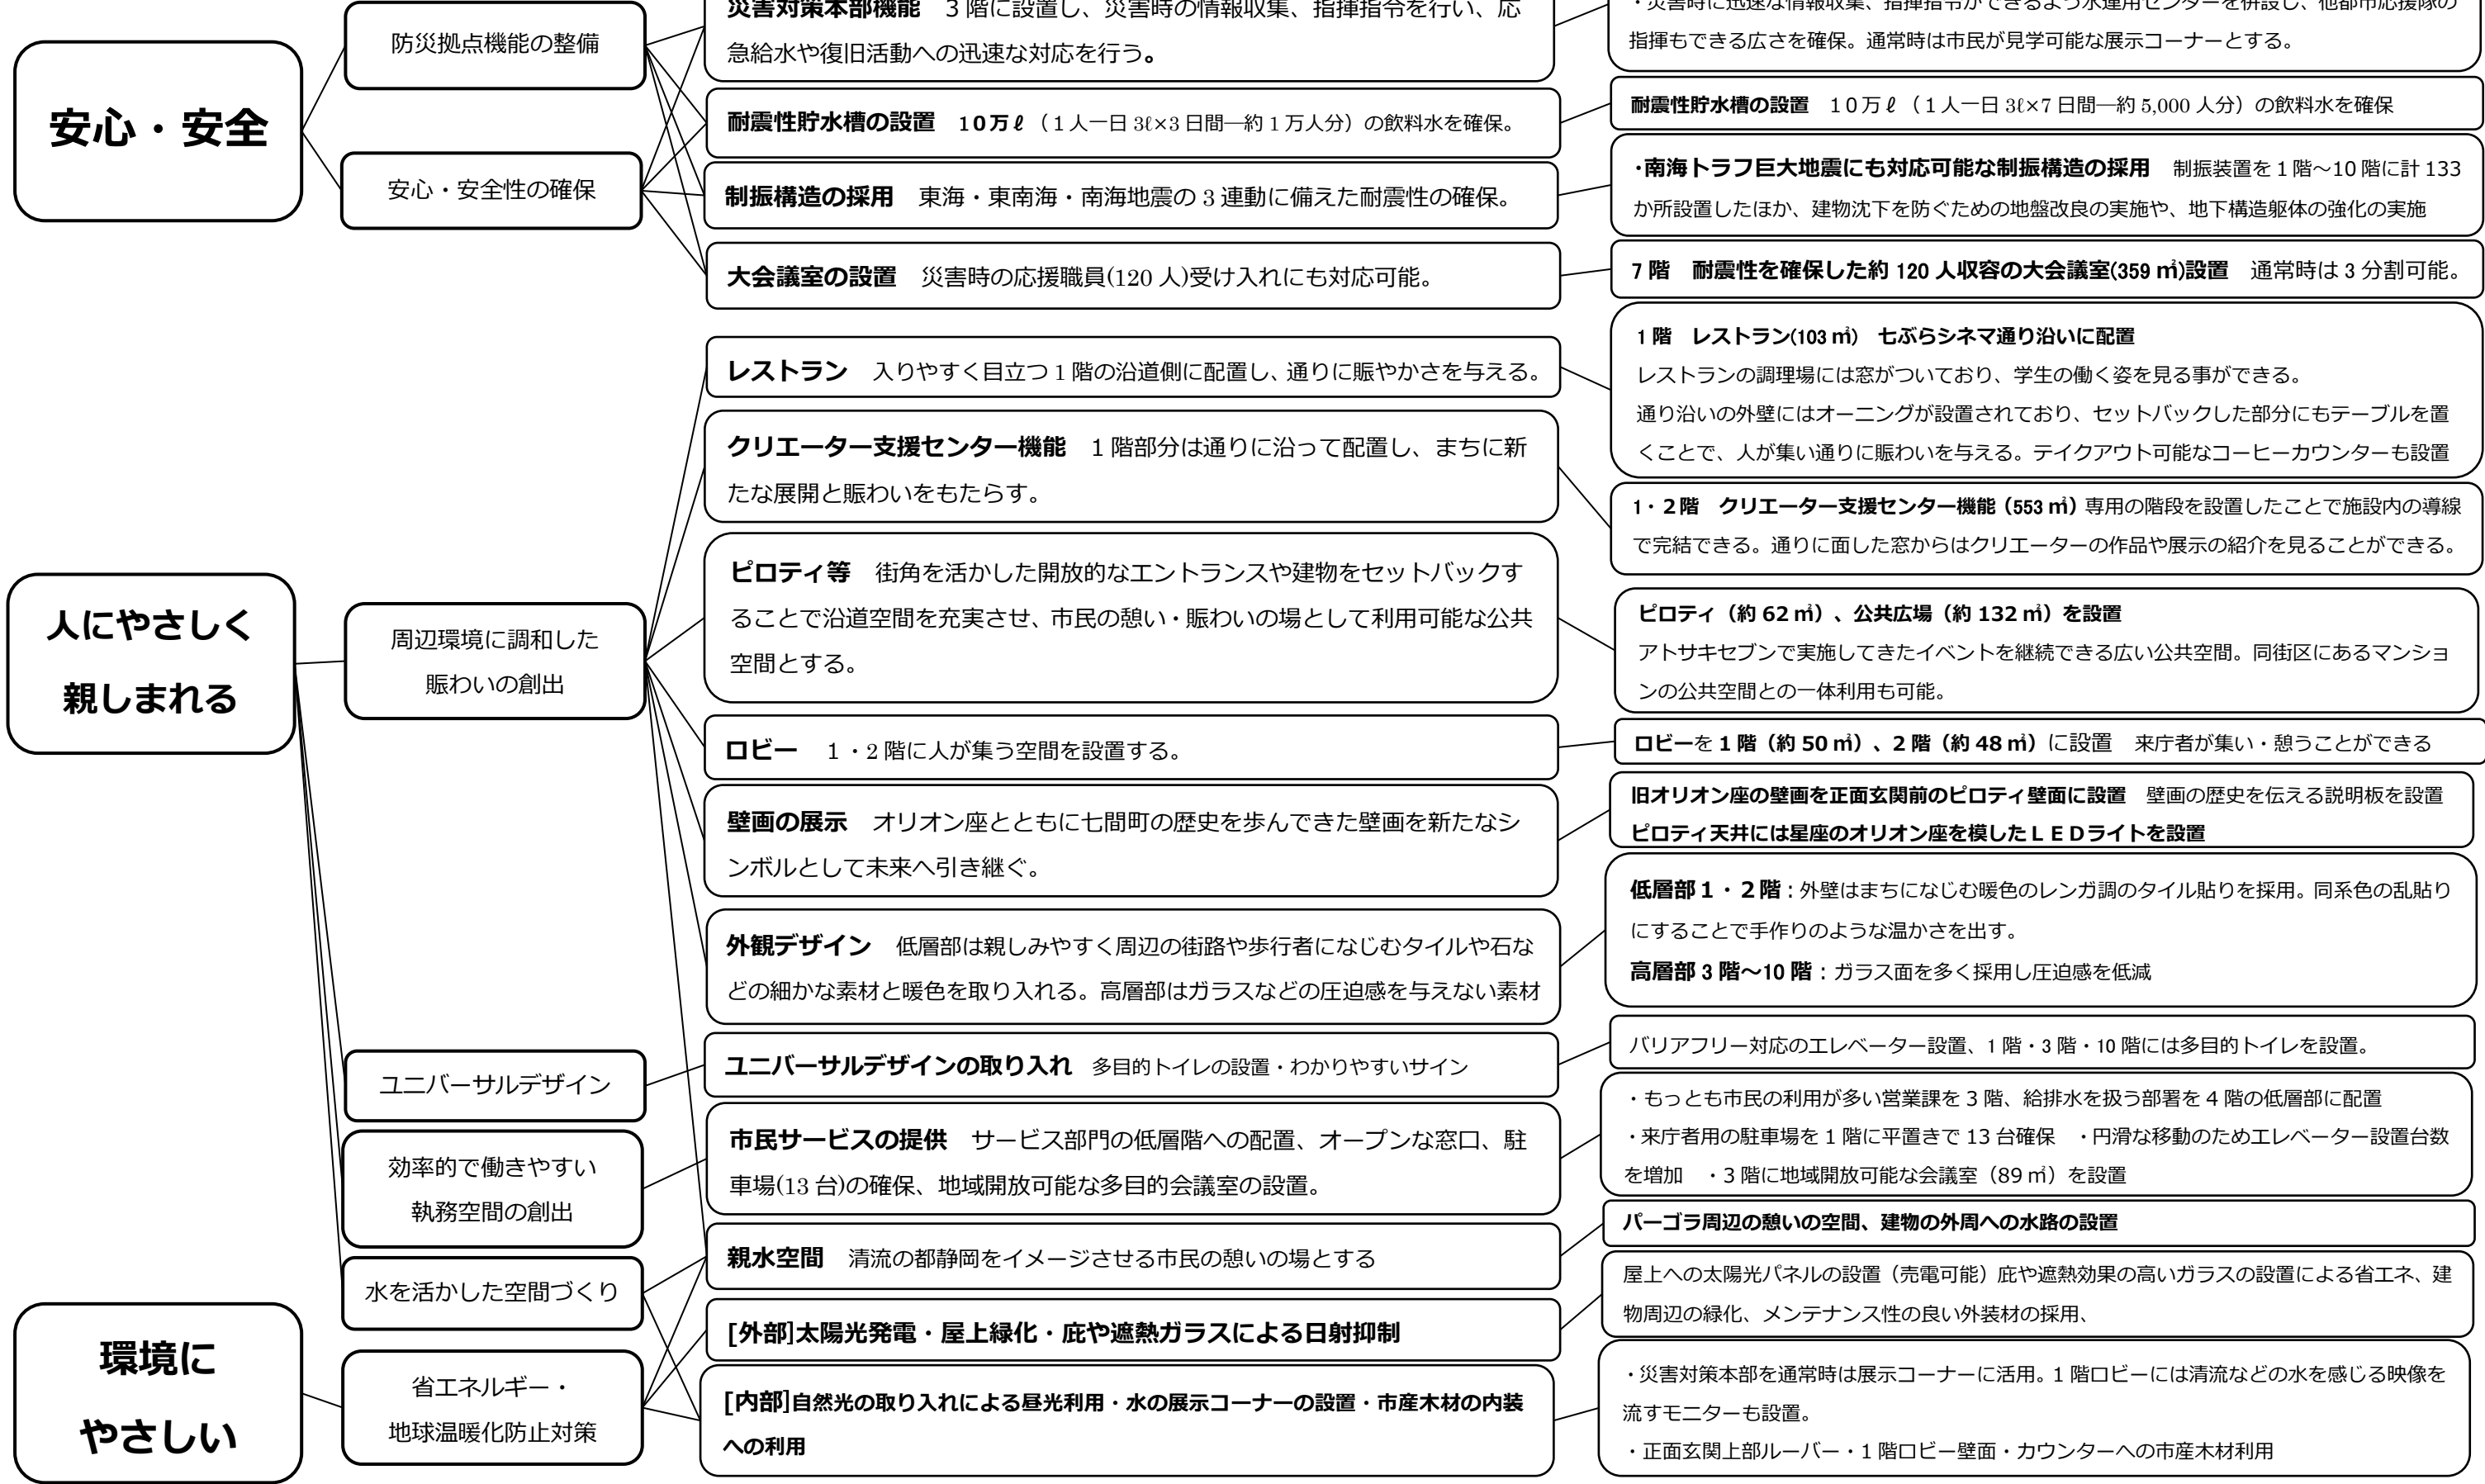 安心・安全
防災拠点機能の整備
安心・安全性の確保
災害対策本部機能　3 階に設置し、災害時の情報収集、指揮指令を行い、応
急給水や復旧活動への迅速な対応を行う。
・災害時に迅速な情報収集、指揮指令ができるよう水運用センターを併設し、他都市応援隊の
指揮もできる広さを確保。通常時は市民が見学可能な展示コーナーとする。
耐震性貯水槽の設置　10万ℓ（1人一日 3ℓ×3 日間―約 1 万人分）の飲料水を確保。
耐震性貯水槽の設置　10万ℓ（1人一日 3ℓ×7 日間―約 5,000 人分）の飲料水を確保
制振構造の採用　東海・東南海・南海地震の 3 連動に備えた耐震性の確保。
・南海トラフ巨大地震にも対応可能な制振構造の採用　制振装置を 1 階～10 階に計 133
か所設置したほか、建物沈下を防ぐための地盤改良の実施や、地下構造躯体の強化の実施
大会議室の設置　災害時の応援職員(120 人)受け入れにも対応可能。
7 階　耐震性を確保した約 120 人収容の大会議室(359 ㎡)設置　通常時は 3 分割可能。
人にやさしく
親しまれる
周辺環境に調和した
賑わいの創出
レストラン　入りやすく目立つ 1 階の沿道側に配置し、通りに賑やかさを与える。
1 階　レストラン(103 ㎡)　七ぶらシネマ通り沿いに配置
レストランの調理場には窓がついており、学生の働く姿を見る事ができる。
通り沿いの外壁にはオーニングが設置されており、セットバックした部分にもテーブルを置
くことで、人が集い通りに賑わいを与える。テイクアウト可能なコーヒーカウンターも設置
クリエーター支援センター機能　1 階部分は通りに沿って配置し、まちに新
たな展開と賑わいをもたらす。
1・2階　クリエーター支援センター機能（553 ㎡）専用の階段を設置したことで施設内の導線
で完結できる。通りに面した窓からはクリエーターの作品や展示の紹介を見ることができる。
ピロティ等　街角を活かした開放的なエントランスや建物をセットバックす
ることで沿道空間を充実させ、市民の憩い・賑わいの場として利用可能な公共
空間とする。
ピロティ（約 62 ㎡）、公共広場（約 132 ㎡）を設置
アトサキセブンで実施してきたイベントを継続できる広い公共空間。同街区にあるマンショ
ンの公共空間との一体利用も可能。
ロビー　1・2 階に人が集う空間を設置する。
ロビーを 1 階（約 50 ㎡）、2 階（約 48 ㎡）に設置　来庁者が集い・憩うことができる
壁画の展示　オリオン座とともに七間町の歴史を歩んできた壁画を新たなシ
ンボルとして未来へ引き継ぐ。
旧オリオン座の壁画を正面玄関前のピロティ壁面に設置　壁画の歴史を伝える説明板を設置
ピロティ天井には星座のオリオン座を模したLEDライトを設置
外観デザイン　低層部は親しみやすく周辺の街路や歩行者になじむタイルや石な
どの細かな素材と暖色を取り入れる。高層部はガラスなどの圧迫感を与えない素材
低層部 1・2階：外壁はまちになじむ暖色のレンガ調のタイル貼りを採用。同系色の乱貼り
にすることで手作りのような温かさを出す。
高層部 3 階～10 階：ガラス面を多く採用し圧迫感を低減
ユニバーサルデザイン
ユニバーサルデザインの取り入れ　多目的トイレの設置・わかりやすいサイン
バリアフリー対応のエレベーター設置、1 階・3 階・10 階には多目的トイレを設置。
効率的で働きやすい
執務空間の創出
市民サービスの提供　サービス部門の低層階への配置、オープンな窓口、駐
車場(13 台)の確保、地域開放可能な多目的会議室の設置。
・もっとも市民の利用が多い営業課を 3 階、給排水を扱う部署を 4 階の低層部に配置
・来庁者用の駐車場を 1 階に平置きで 13 台確保　・円滑な移動のためエレベーター設置台数
を増加　・3 階に地域開放可能な会議室（89 ㎡）を設置
水を活かした空間づくり
親水空間　清流の都静岡をイメージさせる市民の憩いの場とする
パーゴラ周辺の憩いの空間、建物の外周への水路の設置
環境に
やさしい
省エネルギー・
地球温暖化防止対策
[外部]太陽光発電・屋上緑化・庇や遮熱ガラスによる日射抑制
屋上への太陽光パネルの設置（売電可能）庇や遮熱効果の高いガラスの設置による省エネ、建
物周辺の緑化、メンテナンス性の良い外装材の採用、
[内部]自然光の取り入れによる昼光利用・水の展示コーナーの設置・市産木材の内装
への利用
・災害対策本部を通常時は展示コーナーに活用。1 階ロビーには清流などの水を感じる映像を
流すモニターも設置。
・正面玄関上部ルーバー・1 階ロビー壁面・カウンターへの市産木材利用